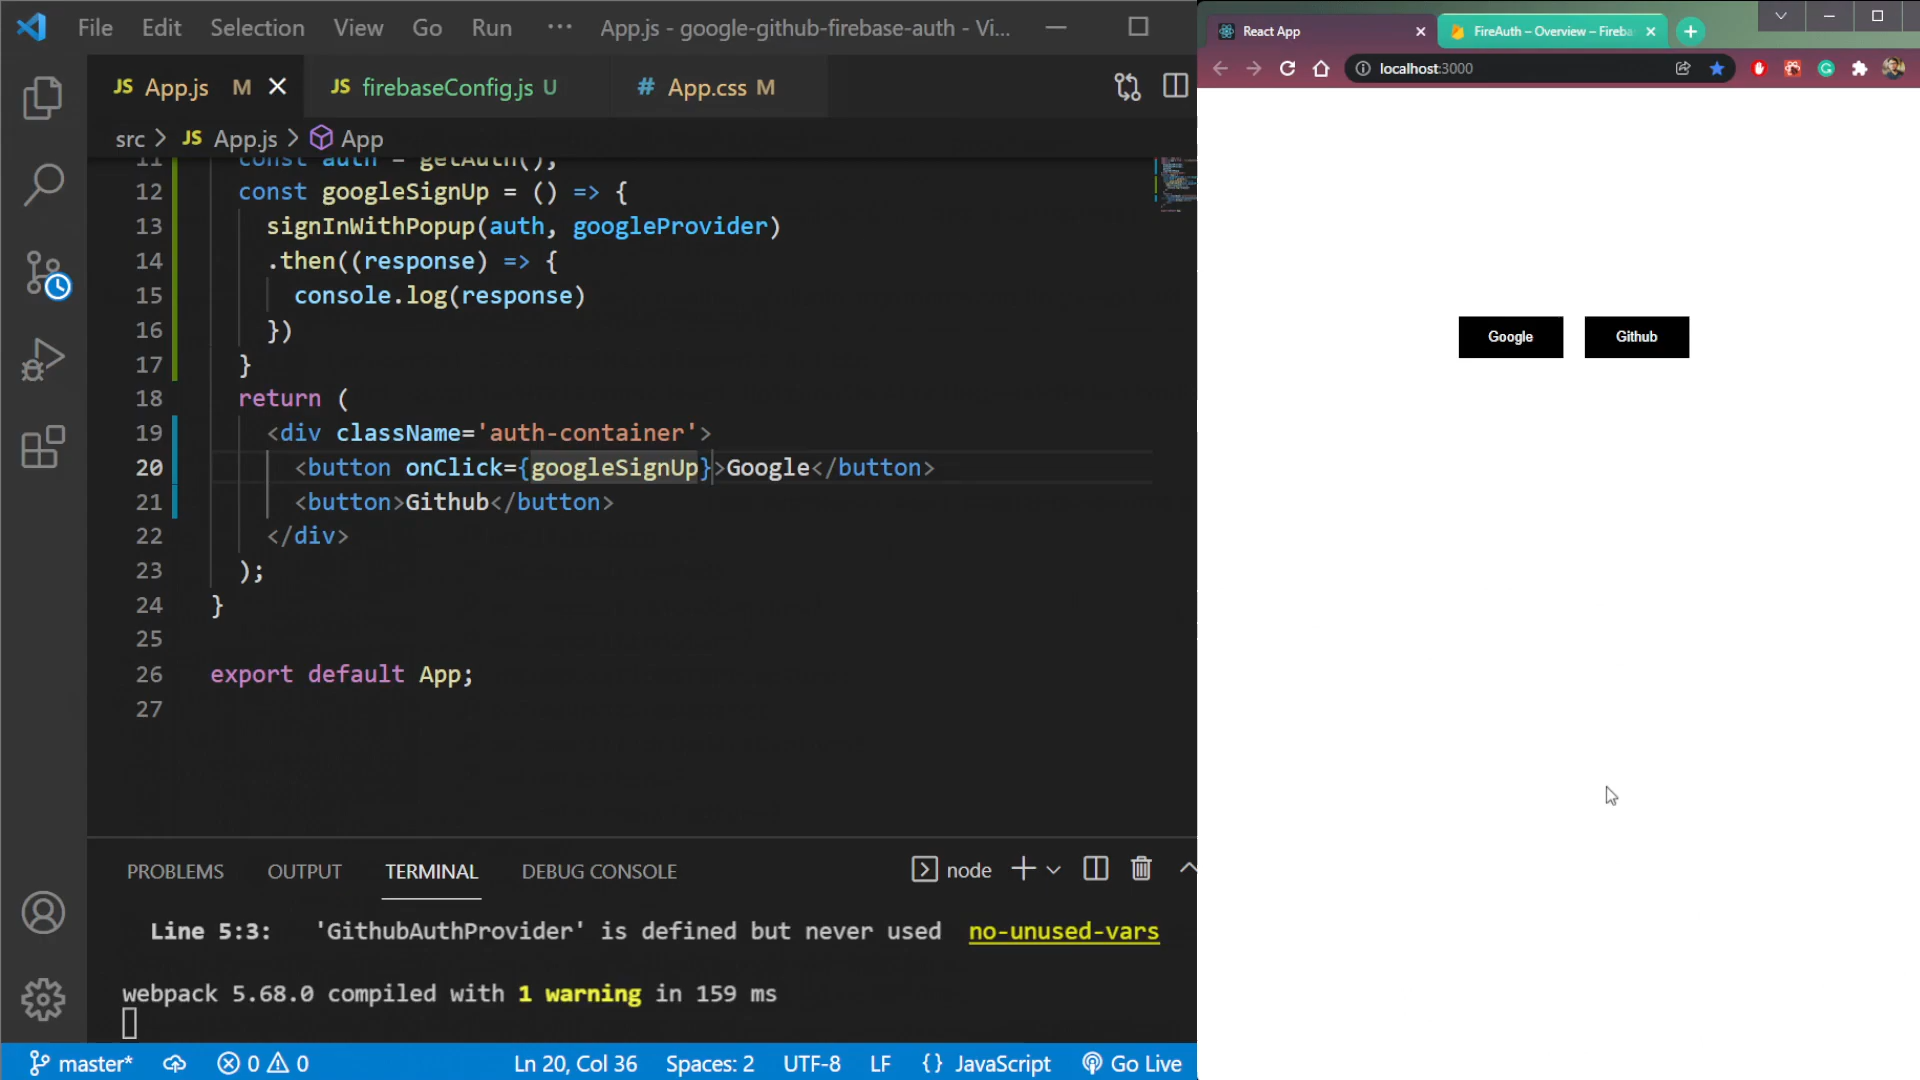 File Edit Selection View Go Run ··· App.js - google-github-firebase-auth - Vi...
JS App.js M JS firebaseConfig.js U # App.css M
src > JS App.js > App
11 const auth = getAuth();
12 const googleSignUp = () => {
13 signInWithPopup(auth, googleProvider)
14 .then((response) => {
15 console.log(response)
16 })
17 }
18 return (
19 <div className='auth-container'>
20 <button onClick={googleSignUp}>Google</button>
21 <button>Github</button>
22 </div>
23 );
24 }
25
26 export default App;
27
PROBLEMS OUTPUT TERMINAL DEBUG CONSOLE node
Line 5:3: 'GithubAuthProvider' is defined but never used no-unused-vars
webpack 5.68.0 compiled with 1 warning in 159 ms
master* 0 0 Ln 20, Col 36 Spaces: 2 UTF-8 LF {} JavaScript Go Live
React App FireAuth – Overview – Fireba
localhost:3000
Google Github